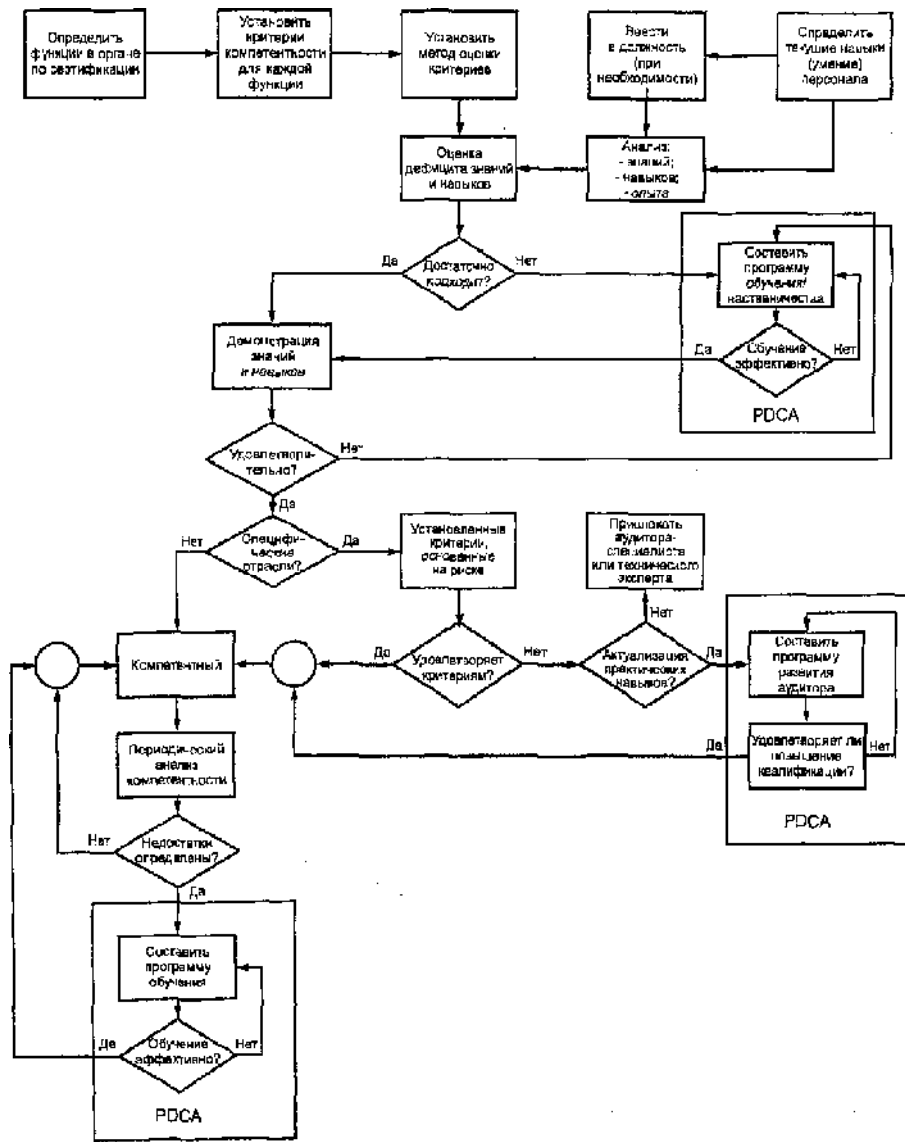 Определить
функции в органе
по сертификации
Установить
критерии
компетентности
для каждой
функции
Установить
метод оценки
критериев
Ввести
в должность
(при
необходимости)
Определить
текущие навыки
(умение)
персонала
Оценка
дефицита знаний
и навыков
Анализ:
- знаний;
- навыков;
- опыта
Да
Достаточно
подходит?
Нет
Составить
программу
обучения/
наставничества
Демонстрация
знаний
и навыков
Да
Обучение
эффективно?
Нет
PDCA
Удовлетвори-
тельно?
Нет
Да
Нет
Специфи-
ческие
отрасли?
Да
Установленные
критерии,
основанные
на риске
Привлекать
аудитора-
специалиста
или технического
эксперта
Нет
Компетентный
До
Удовлетворяет
критериям?
Нет
Актуализация
практических
навыков?
Да
Составить
программу
развития
аудитора
Периодический
анализ
компетентности
Да
Удовлетворяет ли
повышение
квалификации?
Нет
PDCA
Нет
Недостатки
определены?
Да
Составить
программу
обучения
Да
Обучение
эффективно?
Нет
PDCA